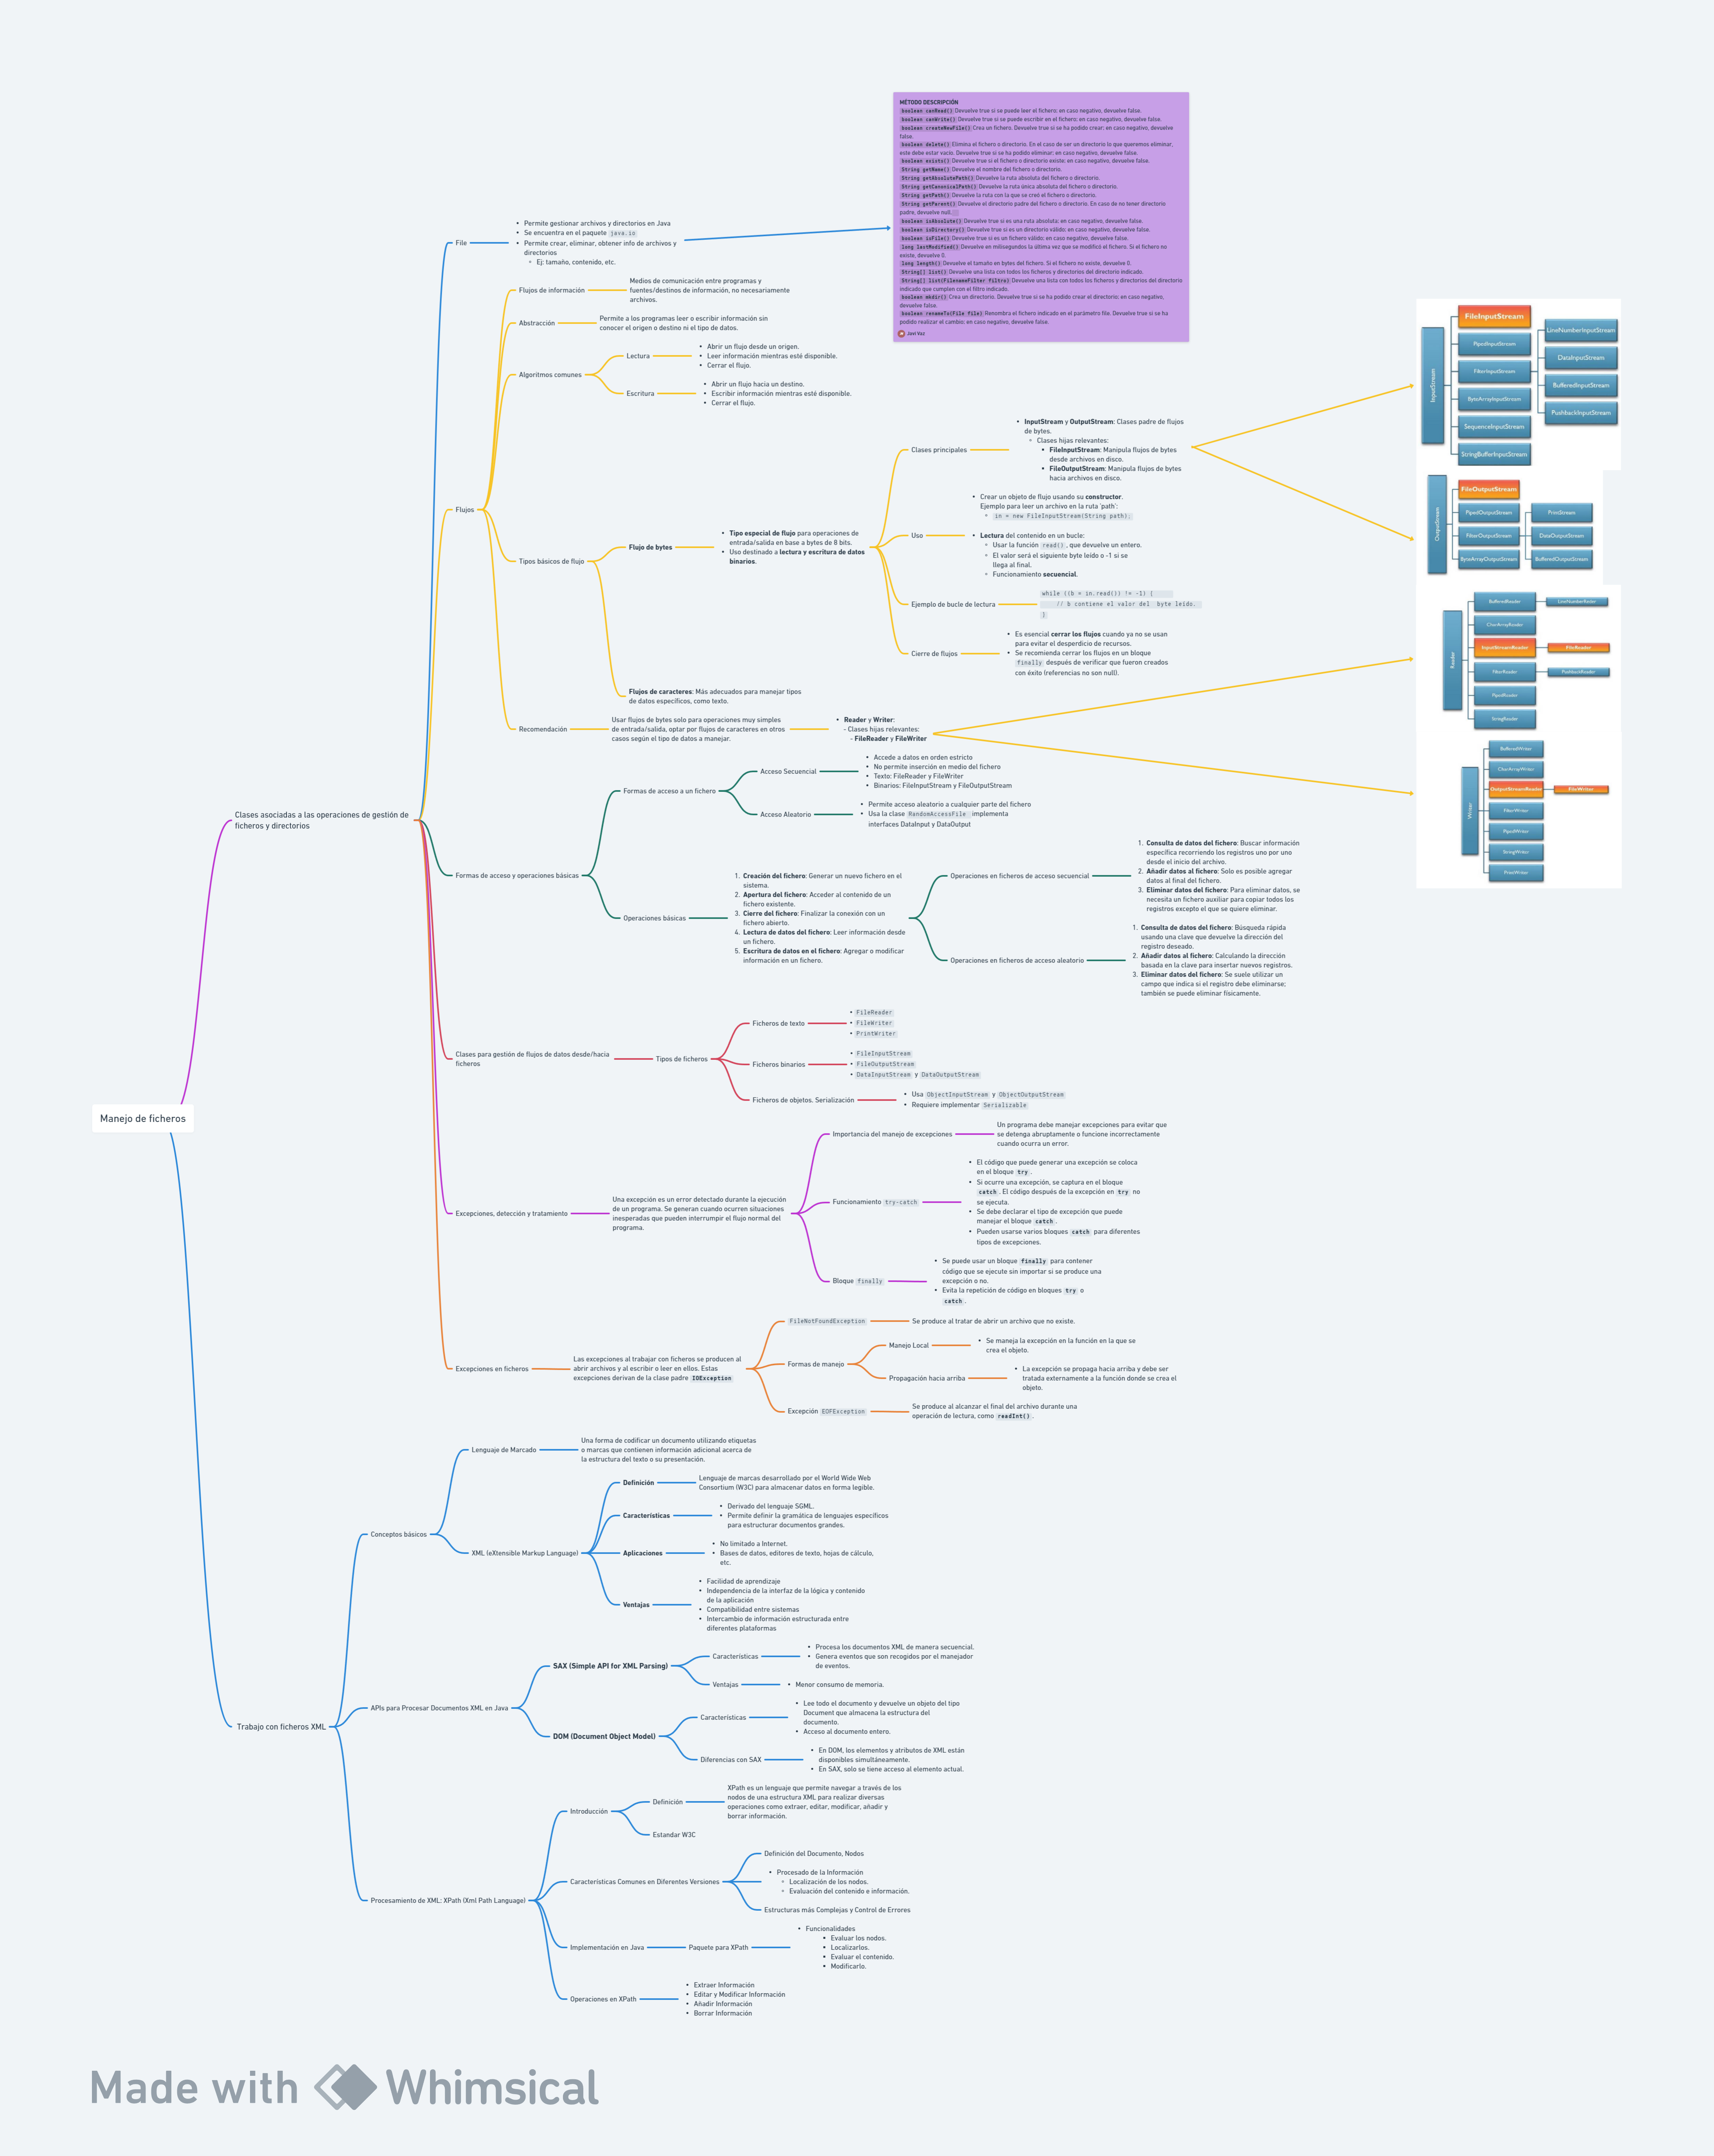 MÉTODO DESCRIPCIÓN
boolean canRead() Devuelve true si se puede leer el fichero; en caso negativo, devuelve false.
boolean canWrite() Devuelve true si se puede escribir en el fichero; en caso negativo, devuelve false.
boolean createNewFile() Crea un fichero. Devuelve true si se ha podido crear; en caso negativo, devuelve
false.
boolean delete() Elimina el fichero o directorio. En el caso de ser un directorio lo que queremos eliminar,
este debe estar vacío. Devuelve true si se ha podido eliminar; en caso negativo, devuelve false.
boolean exists() Devuelve true si el fichero o directorio existe; en caso negativo, devuelve false.
String getName() Devuelve el nombre del fichero o directorio.
String getAbsolutePath() Devuelve la ruta absoluta del fichero o directorio.
String getCanonicalPath() Devuelve la ruta única absoluta del fichero o directorio.
String getPath() Devuelve la ruta con la que se creó el fichero o directorio.
String getParent() Devuelve el directorio padre del fichero o directorio. En caso de no tener directorio
padre, devuelve null.
boolean isAbsolute() Devuelve true si es una ruta absoluta; en caso negativo, devuelve false.
boolean isDirectory() Devuelve true si es un directorio válido; en caso negativo, devuelve false.
boolean isFile() Devuelve true si es un fichero válido; en caso negativo, devuelve false.
long lastModified() Devuelve en milisegundos la última vez que se modificó el fichero. Si el fichero no
existe, devuelve 0.
long length() Devuelve el tamaño en bytes del fichero. Si el fichero no existe, devuelve 0.
String[] list() Devuelve una lista con todos los ficheros y directorios del directorio indicado.
String[] list(FilenameFilter filtro) Devuelve una lista con todos los ficheros y directorios del directorio
indicado que cumplen con el filtro indicado.
boolean mkdir() Crea un directorio. Devuelve true si se ha podido crear el directorio; en caso negativo,
devuelve false.
boolean renameTo(File file) Renombra el fichero indicado en el parámetro file. Devuelve true si se ha
podido realizar el cambio; en caso negativo, devuelve false.
Javi Vaz
File
• Permite gestionar archivos y directorios en Java
• Se encuentra en el paquete java.io
• Permite crear, eliminar, obtener info de archivos y
directorios
◦ Ej: tamaño, contenido, etc.
Flujos
Flujos de información
Medios de comunicación entre programas y
fuentes/destinos de información, no necesariamente
archivos.
Abstracción
Permite a los programas leer o escribir información sin
conocer el origen o destino ni el tipo de datos.
Algoritmos comunes
Lectura
• Abrir un flujo desde un origen.
• Leer información mientras esté disponible.
• Cerrar el flujo.
Escritura
• Abrir un flujo hacia un destino.
• Escribir información mientras esté disponible.
• Cerrar el flujo.
Tipos básicos de flujo
Flujo de bytes
• Tipo especial de flujo para operaciones de
entrada/salida en base a bytes de 8 bits.
• Uso destinado a lectura y escritura de datos
binarios.
Clases principales
• InputStream y OutputStream: Clases padre de flujos
de bytes.
◦ Clases hijas relevantes:
▪ FileInputStream: Manipula flujos de bytes
desde archivos en disco.
▪ FileOutputStream: Manipula flujos de bytes
hacia archivos en disco.
Uso
• Crear un objeto de flujo usando su constructor.
Ejemplo para leer un archivo en la ruta 'path':
◦ in = new FileInputStream(String path);
• Lectura del contenido en un bucle:
◦ Usar la función read(), que devuelve un entero.
◦ El valor será el siguiente byte leído o -1 si se
llega al final.
◦ Funcionamiento secuencial.
Ejemplo de bucle de lectura
while ((b = in.read()) != -1) {
// b contiene el valor del byte leído.
}
Cierre de flujos
• Es esencial cerrar los flujos cuando ya no se usan
para evitar el desperdicio de recursos.
• Se recomienda cerrar los flujos en un bloque
finally después de verificar que fueron creados
con éxito (referencias no son null).
Flujos de caracteres: Más adecuados para manejar tipos
de datos específicos, como texto.
Recomendación
Usar flujos de bytes solo para operaciones muy simples
de entrada/salida, optar por flujos de caracteres en otros
casos según el tipo de datos a manejar.
• Reader y Writer:
- Clases hijas relevantes:
- FileReader y FileWriter
InputStream
FileInputStream
PipedInputStream
FilterInputStream
ByteArrayInputStream
SequenceInputStream
StringBufferInputStream
LineNumberInputStream
DataInputStream
BufferedInputStream
PushbackInputStream
OutputStream
FileOutputStream
PipedOutputStream
FilterOutputStream
ByteArrayOutputStream
PrintStream
DataOutputStream
BufferedOutputStream
Reader
BufferedReader
CharArrayReader
InputStreamReader
FilterReader
PipedReader
StringReader
LineNumberReader
FileReader
PushbackReader
Writer
BufferedWriter
CharArrayWriter
OutputStreamReader
FilterWriter
PipedWriter
StringWriter
PrintWriter
FileWriter
Clases asociadas a las operaciones de gestión de
ficheros y directorios
Formas de acceso y operaciones básicas
Formas de acceso a un fichero
Acceso Secuencial
• Accede a datos en orden estricto
• No permite inserción en medio del fichero
• Texto: FileReader y FileWriter
• Binarios: FileInputStream y FileOutputStream
Acceso Aleatorio
• Permite acceso aleatorio a cualquier parte del fichero
• Usa la clase RandomAccessFile implementa
interfaces DataInput y DataOutput
Operaciones básicas
1. Creación del fichero: Generar un nuevo fichero en el
sistema.
2. Apertura del fichero: Acceder al contenido de un
fichero existente.
3. Cierre del fichero: Finalizar la conexión con un
fichero abierto.
4. Lectura de datos del fichero: Leer información desde
un fichero.
5. Escritura de datos en el fichero: Agregar o modificar
información en un fichero.
Operaciones en ficheros de acceso secuencial
1. Consulta de datos del fichero: Buscar información
específica recorriendo los registros uno por uno
desde el inicio del archivo.
2. Añadir datos al fichero: Solo es posible agregar
datos al final del fichero.
3. Eliminar datos del fichero: Para eliminar datos, se
necesita un fichero auxiliar para copiar todos los
registros excepto el que se quiere eliminar.
Operaciones en ficheros de acceso aleatorio
1. Consulta de datos del fichero: Búsqueda rápida
usando una clave que devuelve la dirección del
registro deseado.
2. Añadir datos al fichero: Calculando la dirección
basada en la clave para insertar nuevos registros.
3. Eliminar datos del fichero: Se suele utilizar un
campo que indica si el registro debe eliminarse;
también se puede eliminar físicamente.
Clases para gestión de flujos de datos desde/hacia
ficheros
Tipos de ficheros
Ficheros de texto
• FileReader
• FileWriter
• PrintWriter
Ficheros binarios
• FileInputStream
• FileOutputStream
• DataInputStream y DataOutputStream
Ficheros de objetos. Serialización
• Usa ObjectInputStream y ObjectOutputStream
• Requiere implementar Serializable
Manejo de ficheros
Excepciones, detección y tratamiento
Una excepción es un error detectado durante la ejecución
de un programa. Se generan cuando ocurren situaciones
inesperadas que pueden interrumpir el flujo normal del
programa.
Importancia del manejo de excepciones
Un programa debe manejar excepciones para evitar que
se detenga abruptamente o funcione incorrectamente
cuando ocurra un error.
Funcionamiento try-catch
• El código que puede generar una excepción se coloca
en el bloque try.
• Si ocurre una excepción, se captura en el bloque
catch. El código después de la excepción en try no
se ejecuta.
• Se debe declarar el tipo de excepción que puede
manejar el bloque catch.
• Pueden usarse varios bloques catch para diferentes
tipos de excepciones.
Bloque finally
• Se puede usar un bloque finally para contener
código que se ejecute sin importar si se produce una
excepción o no.
• Evita la repetición de código en bloques try o
catch.
Excepciones en ficheros
Las excepciones al trabajar con ficheros se producen al
abrir archivos y al escribir o leer en ellos. Estas
excepciones derivan de la clase padre IOException
FileNotFoundException
Se produce al tratar de abrir un archivo que no existe.
Formas de manejo
Manejo Local
• Se maneja la excepción en la función en la que se
crea el objeto.
Propagación hacia arriba
• La excepción se propaga hacia arriba y debe ser
tratada externamente a la función donde se crea el
objeto.
Excepción EOFException
Se produce al alcanzar el final del archivo durante una
operación de lectura, como readInt().
Trabajo con ficheros XML
Conceptos básicos
Lenguaje de Marcado
Una forma de codificar un documento utilizando etiquetas
o marcas que contienen información adicional acerca de
la estructura del texto o su presentación.
XML (eXtensible Markup Language)
Definición
Lenguaje de marcas desarrollado por el World Wide Web
Consortium (W3C) para almacenar datos en forma legible.
Características
• Derivado del lenguaje SGML.
• Permite definir la gramática de lenguajes específicos
para estructurar documentos grandes.
Aplicaciones
• No limitado a Internet.
• Bases de datos, editores de texto, hojas de cálculo,
etc.
Ventajas
• Facilidad de aprendizaje
• Independencia de la interfaz de la lógica y contenido
de la aplicación
• Compatibilidad entre sistemas
• Intercambio de información estructurada entre
diferentes plataformas
APIs para Procesar Documentos XML en Java
SAX (Simple API for XML Parsing)
Características
• Procesa los documentos XML de manera secuencial.
• Genera eventos que son recogidos por el manejador
de eventos.
Ventajas
• Menor consumo de memoria.
DOM (Document Object Model)
Características
• Lee todo el documento y devuelve un objeto del tipo
Document que almacena la estructura del
documento.
• Acceso al documento entero.
Diferencias con SAX
• En DOM, los elementos y atributos de XML están
disponibles simultáneamente.
• En SAX, solo se tiene acceso al elemento actual.
Procesamiento de XML: XPath (Xml Path Language)
Introducción
Definición
XPath es un lenguaje que permite navegar a través de los
nodos de una estructura XML para realizar diversas
operaciones como extraer, editar, modificar, añadir y
borrar información.
Estandar W3C
Características Comunes en Diferentes Versiones
Definición del Documento, Nodos
• Procesado de la Información
◦ Localización de los nodos.
◦ Evaluación del contenido e información.
Estructuras más Complejas y Control de Errores
Implementación en Java
Paquete para XPath
• Funcionalidades
▪ Evaluar los nodos.
▪ Localizarlos.
▪ Evaluar el contenido.
▪ Modificarlo.
Operaciones en XPath
• Extraer Información
• Editar y Modificar Información
• Añadir Información
• Borrar Información
Made with Whimsical